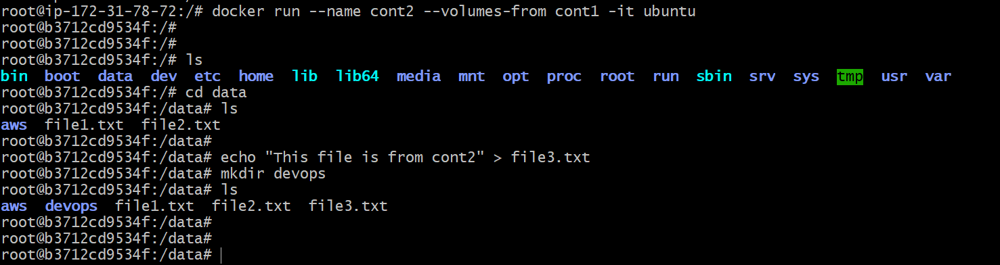 root@ip-172-31-78-72:/# docker run --name cont2 --volumes-from cont1 -it ubuntu
root@b3712cd9534f:/#
root@b3712cd9534f:/#
root@b3712cd9534f:/# ls
bin boot data dev etc home lib lib64 media mnt opt proc root run sbin srv sys tmp usr var
root@b3712cd9534f:/# cd data
root@b3712cd9534f:/data# ls
aws file1.txt file2.txt
root@b3712cd9534f:/data#
root@b3712cd9534f:/data# echo "This file is from cont2" > file3.txt
root@b3712cd9534f:/data# mkdir devops
root@b3712cd9534f:/data# ls
aws devops file1.txt file2.txt file3.txt
root@b3712cd9534f:/data#
root@b3712cd9534f:/data#
root@b3712cd9534f:/data#